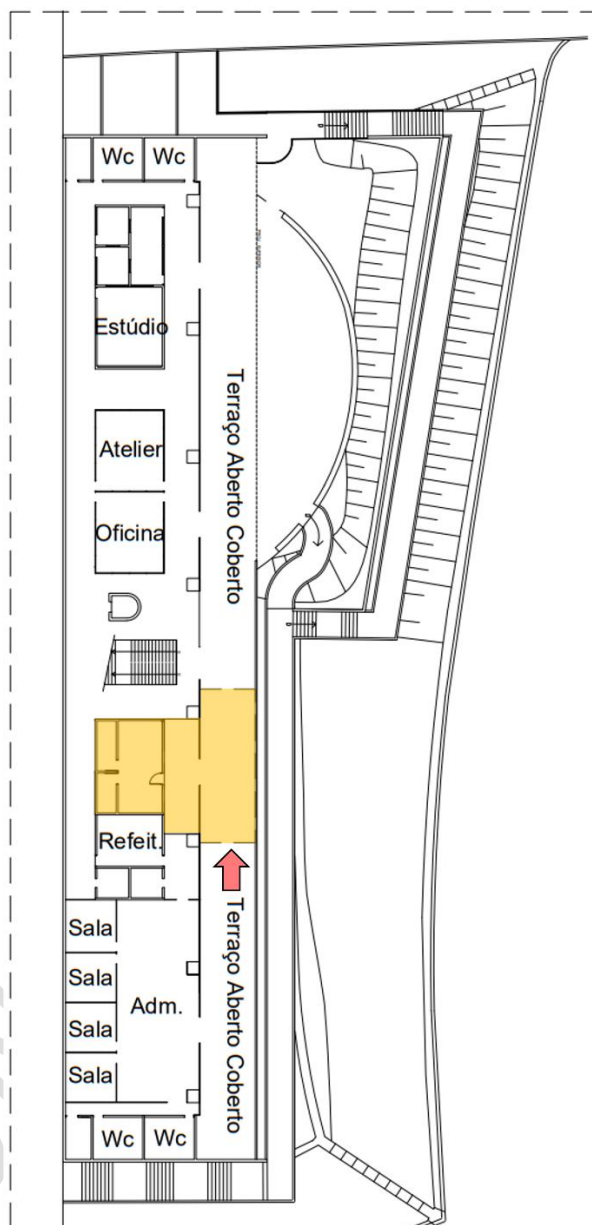 Wc
Wc
Estúdio
Terraço Aberto Coberto
Atelier
Oficina
Refeit.
Terraço Aberto Coberto
Sala
Sala
Adm.
Sala
Sala
Wc
Wc